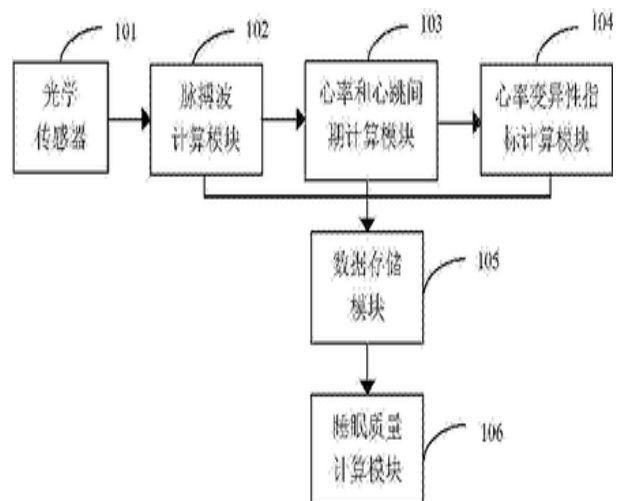 101
102
103
104
光学
传感器
脉搏波
计算模块
心率和心跳间
期计算模块
心率变异性指
标计算模块
数据存储
模块
105
睡眠质量
计算模块
106